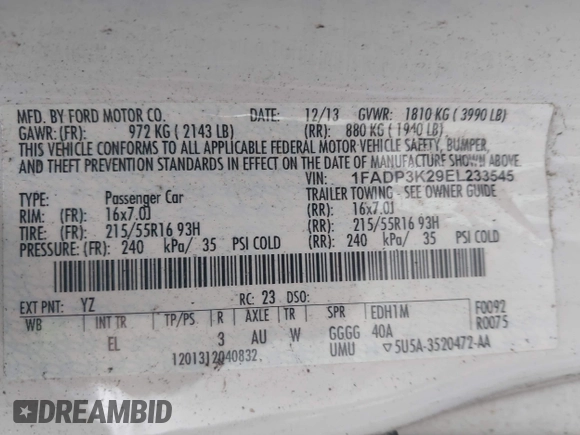 MFD. BY FORD MOTOR CO. DATE: 12/13 GVWR: 1810 KG ( 3990 LB)
GAWR: (FR): 972 KG ( 2143 LB) (RR): 880 KG ( 1940 LB)
THIS VEHICLE CONFORMS TO ALL APPLICABLE FEDERAL MOTOR VEHICLE SAFETY, BUMPER,
AND THEFT PREVENTION STANDARDS IN EFFECT ON THE DATE OF MANUFACTURE SHOWN ABOVE.
VIN: 1FADP3K29EL233545
TYPE: Passenger Car TRAILER TOWING - SEE OWNER GUIDE
RIM: (FR): 16x7.0J (RR): 16x7.0J
TIRE: (FR): 215/55R16 93H (RR): 215/55R16 93H
PRESSURE: (FR): 240 kPa/ 35 PSI COLD (RR): 240 kPa/ 35 PSI COLD
EXT PNT: YZ RC: 23 DSO:
WB INT TR TP/PS R AXLE TR SPR EDH1M F0092
EL 3 AU W GGGG 40A R0075
12013J2040832. UMU ▽5U5A-3520472-AA
DREAMBID